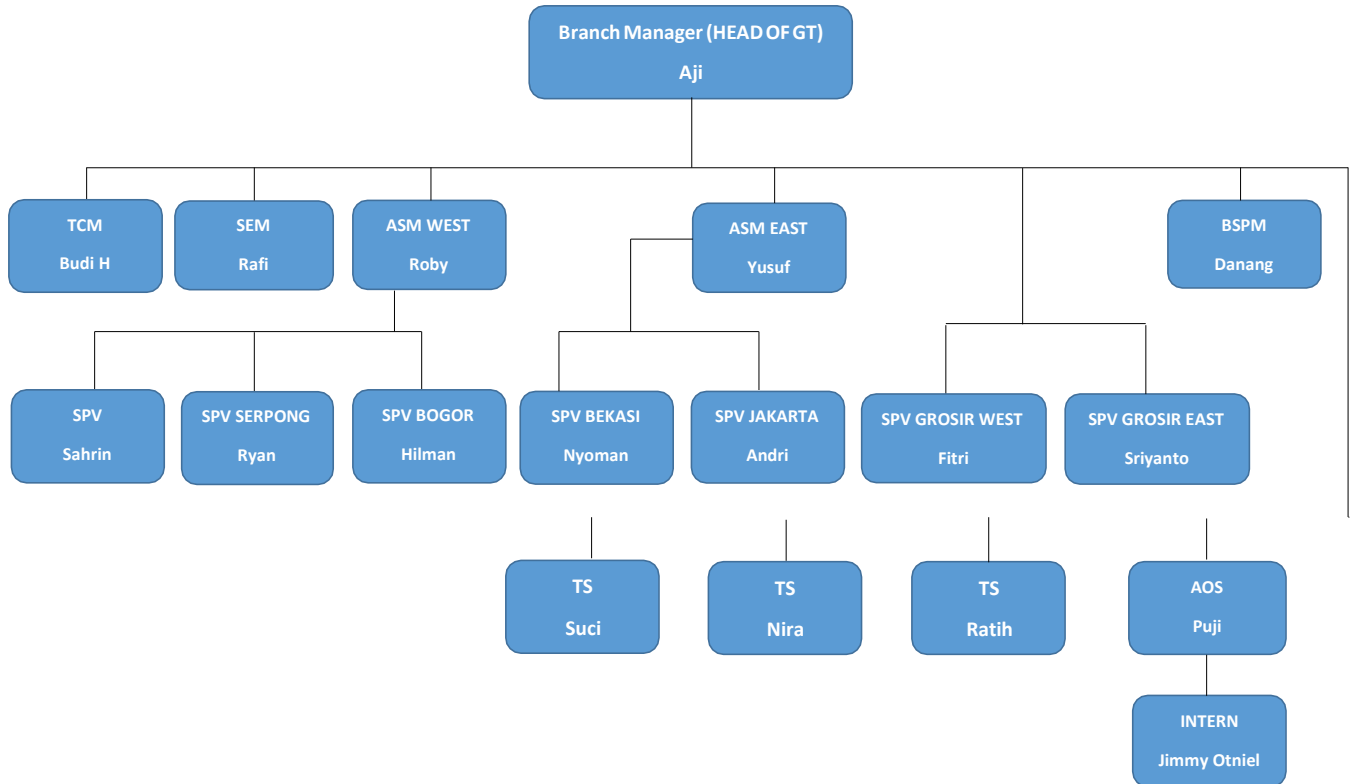 Branch Manager (HEAD OF GT)
Aji
TCM
Budi H
SEM
Rafi
ASM WEST
Roby
ASM EAST
Yusuf
BSPM
Danang
SPV
Sahrin
SPV SERPONG
Ryan
SPV BOGOR
Hilman
SPV BEKASI
Nyoman
SPV JAKARTA
Andri
SPV GROSIR WEST
Fitri
SPV GROSIR EAST
Sriyanto
TS
Suci
TS
Nira
TS
Ratih
AOS
Puji
INTERN
Jimmy Otniel